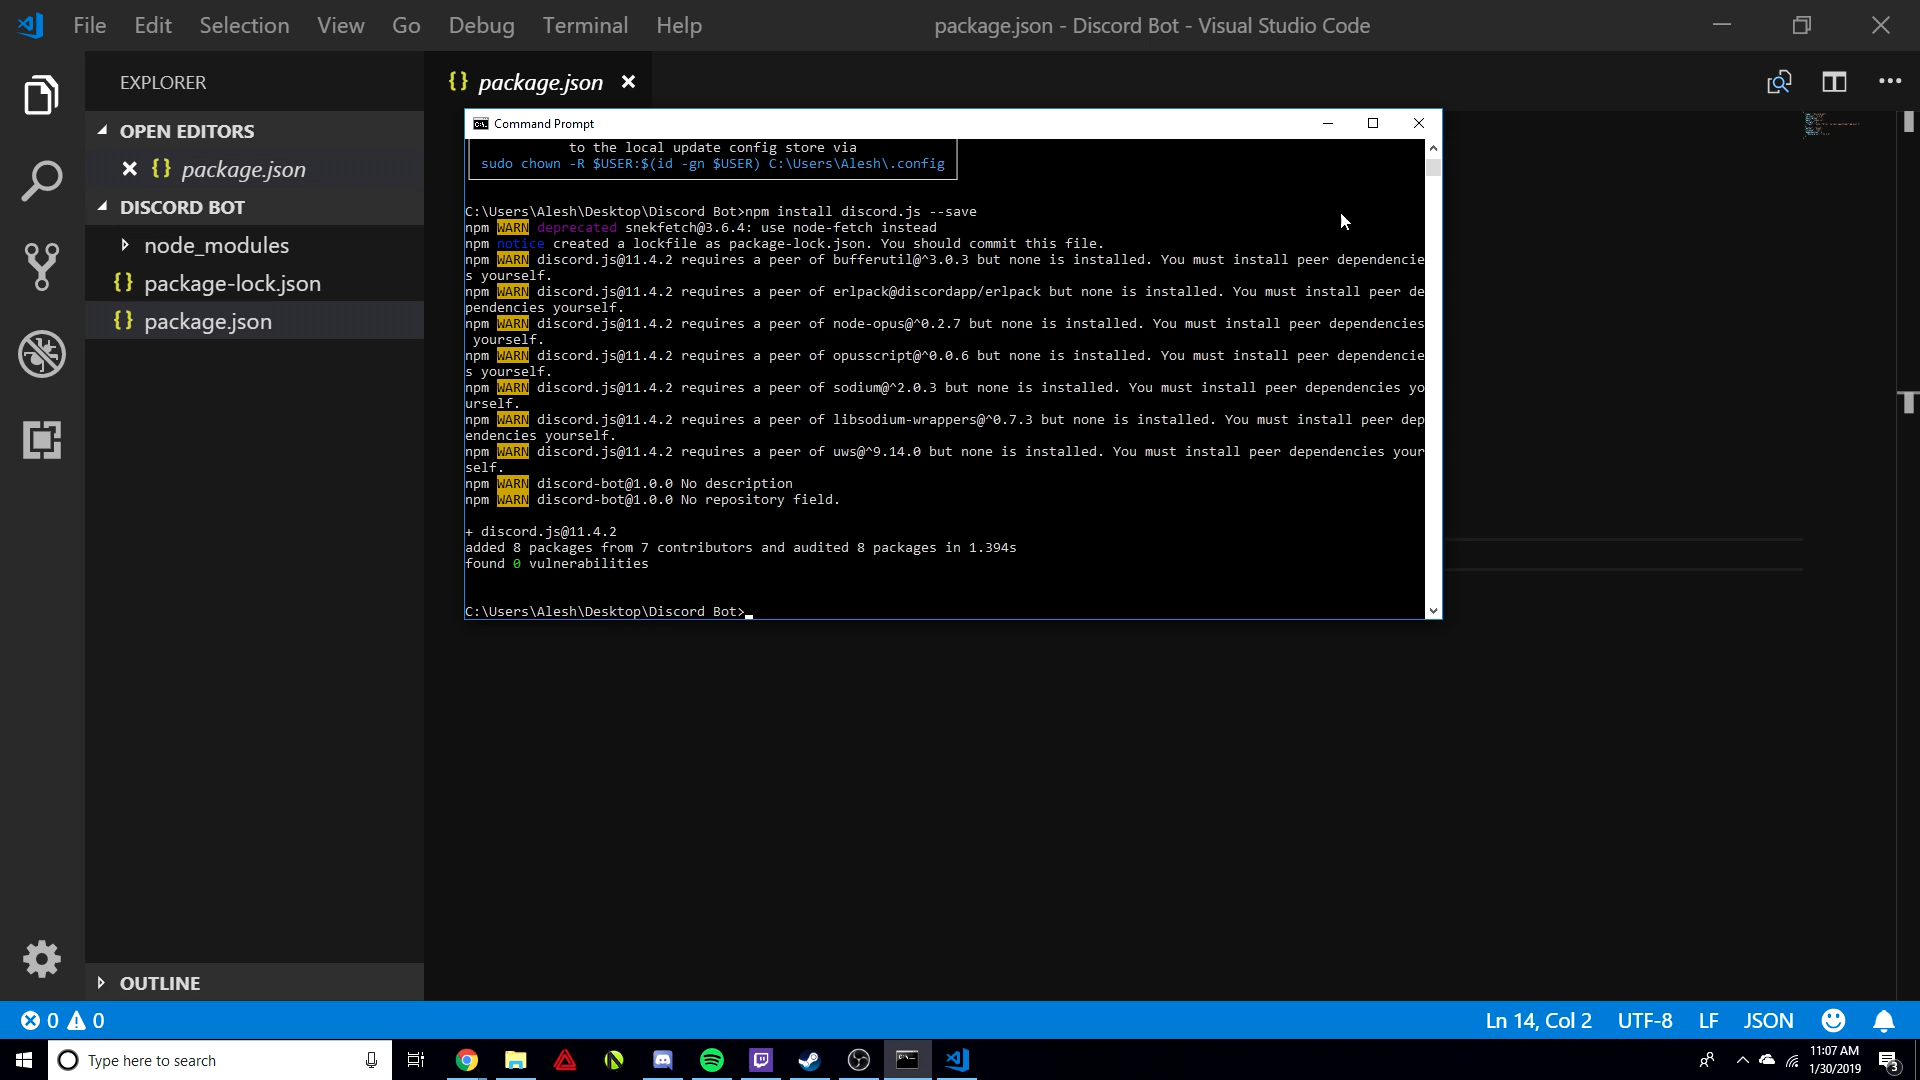 File Edit Selection View Go Debug Terminal Help
package.json - Discord Bot - Visual Studio Code
EXPLORER
OPEN EDITORS
package.json
DISCORD BOT
node_modules
package-lock.json
package.json
OUTLINE
package.json
Command Prompt
to the local update config store via
sudo chown -R $USER:$(id -gn $USER) C:\Users\Alesh\.config
C:\Users\Alesh\Desktop\Discord Bot>npm install discord.js --save
npm WARN deprecated snekfetch@3.6.4: use node-fetch instead
npm notice created a lockfile as package-lock.json. You should commit this file.
npm WARN discord.js@11.4.2 requires a peer of bufferutil@^3.0.3 but none is installed. You must install peer dependencie
s yourself.
npm WARN discord.js@11.4.2 requires a peer of erlpack@discordapp/erlpack but none is installed. You must install peer de
pendencies yourself.
npm WARN discord.js@11.4.2 requires a peer of node-opus@^0.2.7 but none is installed. You must install peer dependencies
yourself.
npm WARN discord.js@11.4.2 requires a peer of opusscript@^0.0.6 but none is installed. You must install peer dependencie
s yourself.
npm WARN discord.js@11.4.2 requires a peer of sodium@^2.0.3 but none is installed. You must install peer dependencies yo
urself.
npm WARN discord.js@11.4.2 requires a peer of libsodium-wrappers@^0.7.3 but none is installed. You must install peer dep
endencies yourself.
npm WARN discord.js@11.4.2 requires a peer of uws@^9.14.0 but none is installed. You must install peer dependencies your
self.
npm WARN discord-bot@1.0.0 No description
npm WARN discord-bot@1.0.0 No repository field.
+ discord.js@11.4.2
added 8 packages from 7 contributors and audited 8 packages in 1.394s
found 0 vulnerabilities
C:\Users\Alesh\Desktop\Discord Bot>
0 0
Ln 14, Col 2 UTF-8 LF JSON
Type here to search
11:07 AM
1/30/2019
3